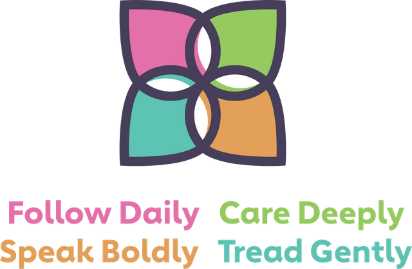 Follow Daily Care Deeply
Speak Boldly Tread Gently